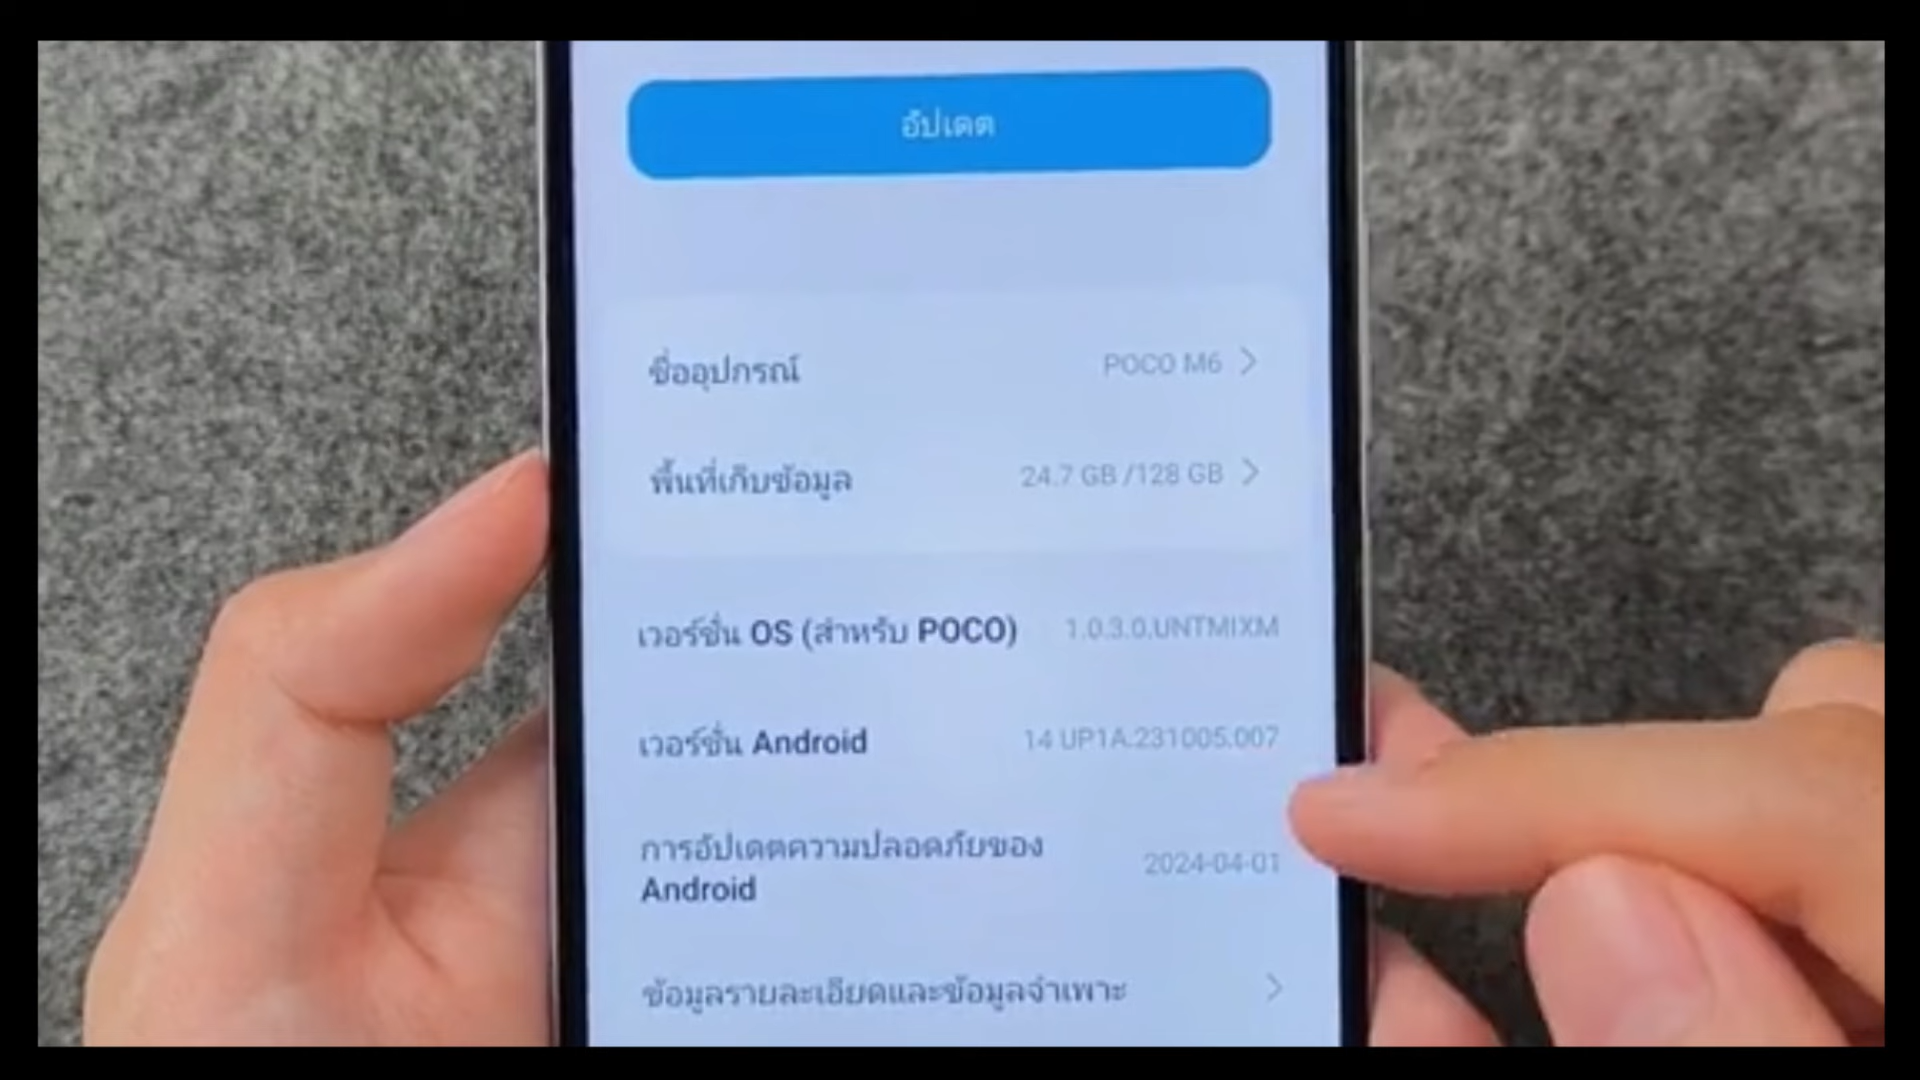 อัปเดต
ชื่ออุปกรณ์ POCO M6
พื้นที่เก็บข้อมูล 24.7 GB /128 GB
เวอร์ชั่น OS (สำหรับ POCO) 1.0.3.0.UNTMIXM
เวอร์ชั่น Android 14 UP1A.231005.007
การอัปเดตความปลอดภัยของ
Android 2024-04-01
ข้อมูลรายละเอียดและข้อมูลจำเพาะ